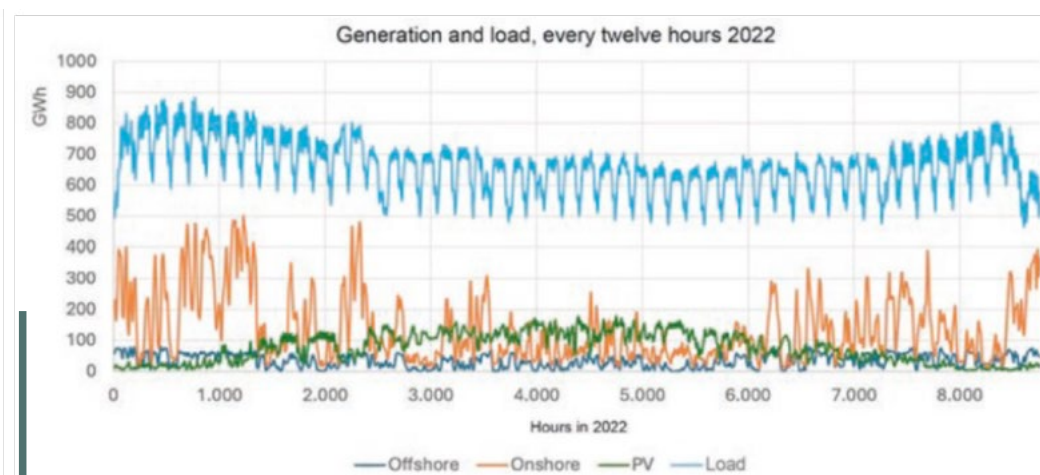 Generation and load, every twelve hours 2022
GWh
1000
900
800
700
600
500
400
300
200
100
0
0 1.000 2.000 3.000 4.000 5.000 6.000 7.000 8.000
Hours in 2022
Offshore Onshore PV Load